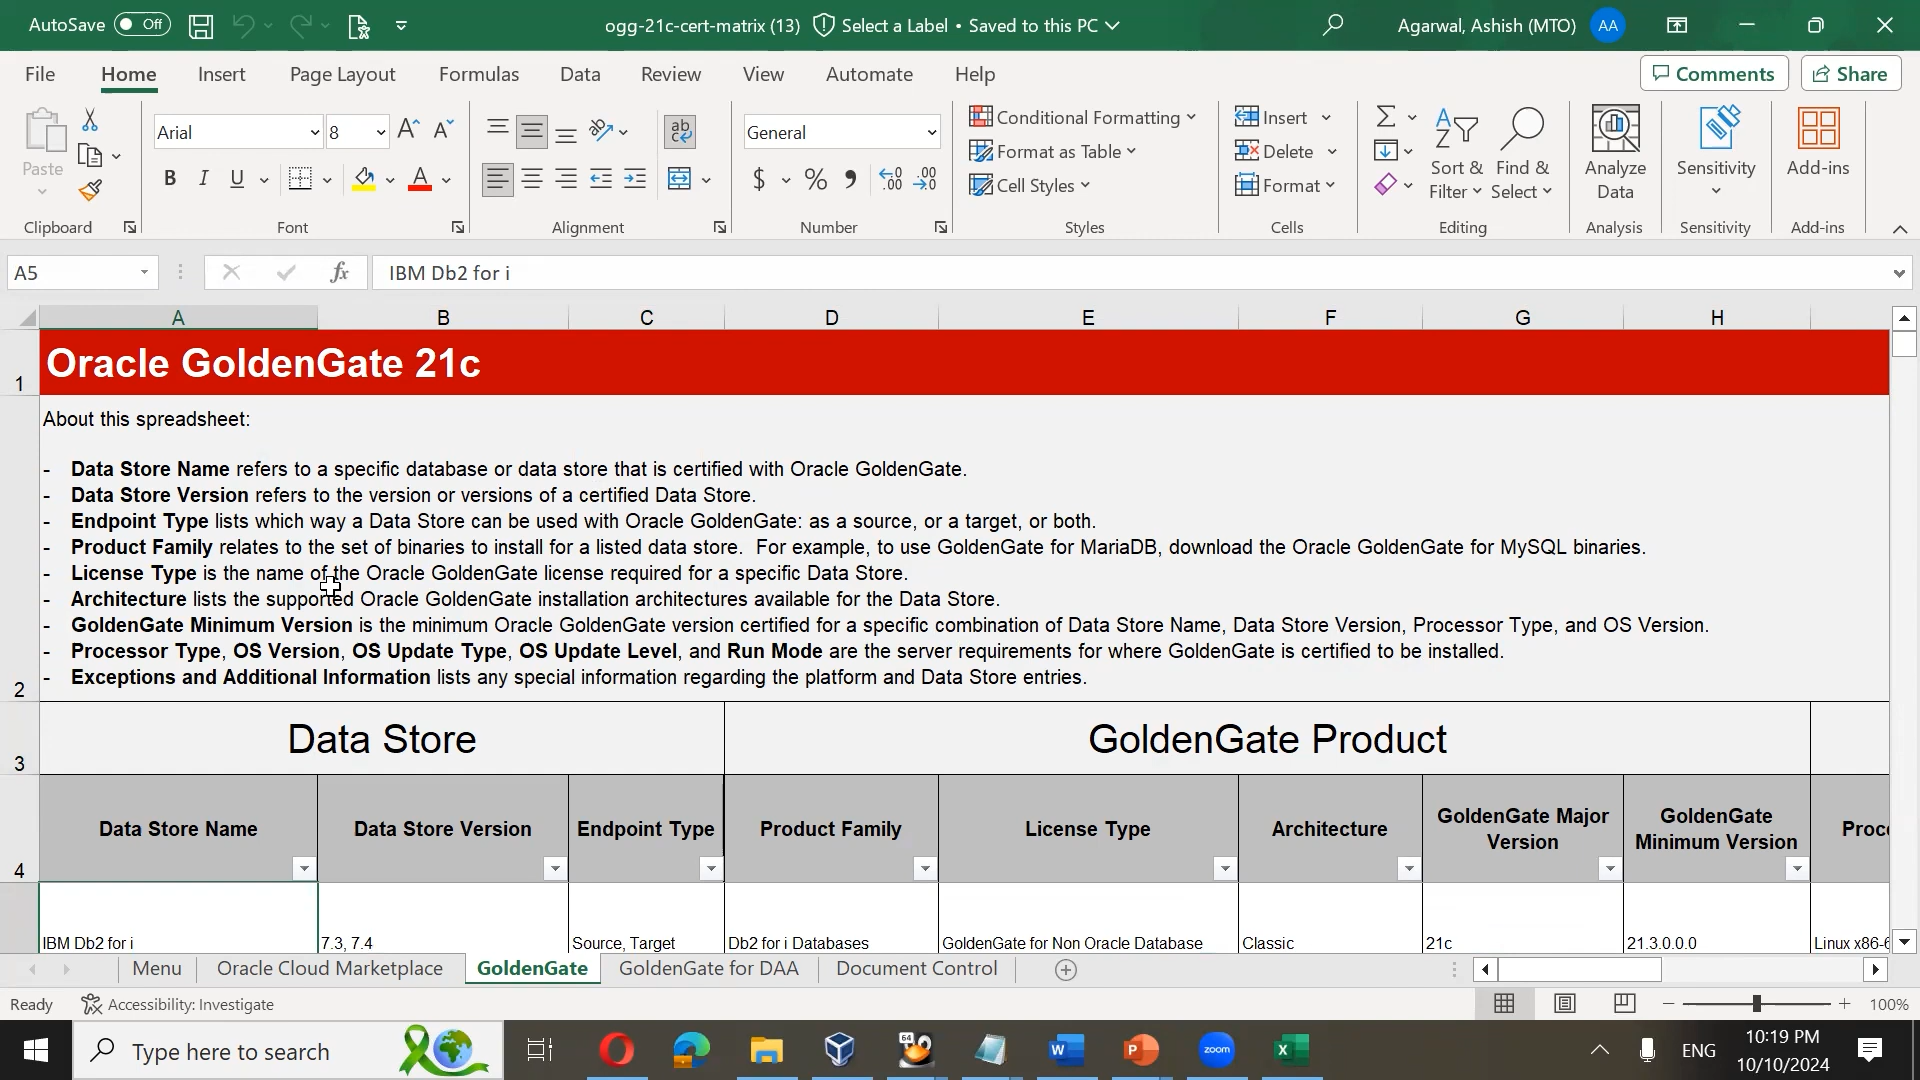 AutoSave Off
ogg-21c-cert-matrix (13) Select a Label • Saved to this PC
Agarwal, Ashish (MTO) AA
File Home Insert Page Layout Formulas Data Review View Automate Help
Comments Share
Paste
Clipboard
Arial 8
B I U
Font
ab
Alignment
General
$ % 9
Number
Conditional Formatting
Format as Table
Cell Styles
Styles
Insert
Delete
Format
Cells
Sort & Filter
Find & Select
Editing
Analyze Data
Analysis
Sensitivity
Sensitivity
Add-ins
Add-ins
A5 fx IBM Db2 for i
A B C D E F G H
1 Oracle GoldenGate 21c
About this spreadsheet:
- Data Store Name refers to a specific database or data store that is certified with Oracle GoldenGate.
- Data Store Version refers to the version or versions of a certified Data Store.
- Endpoint Type lists which way a Data Store can be used with Oracle GoldenGate: as a source, or a target, or both.
- Product Family relates to the set of binaries to install for a listed data store.  For example, to use GoldenGate for MariaDB, download the Oracle GoldenGate for MySQL binaries.
- License Type is the name of the Oracle GoldenGate license required for a specific Data Store.
- Architecture lists the supported Oracle GoldenGate installation architectures available for the Data Store.
- GoldenGate Minimum Version is the minimum Oracle GoldenGate version certified for a specific combination of Data Store Name, Data Store Version, Processor Type, and OS Version.
- Processor Type, OS Version, OS Update Type, OS Update Level, and Run Mode are the server requirements for where GoldenGate is certified to be installed.
2 - Exceptions and Additional Information lists any special information regarding the platform and Data Store entries.
3 Data Store GoldenGate Product
4 Data Store Name Data Store Version Endpoint Type Product Family License Type Architecture GoldenGate Major Version GoldenGate Minimum Version Proc
IBM Db2 for i 7.3, 7.4 Source, Target Db2 for i Databases GoldenGate for Non Oracle Database Classic 21c 21.3.0.0.0 Linux x86-6
Menu Oracle Cloud Marketplace GoldenGate GoldenGate for DAA Document Control
Ready Accessibility: Investigate 100%
Type here to search
64
W P zoom X
ENG
10:19 PM
10/10/2024